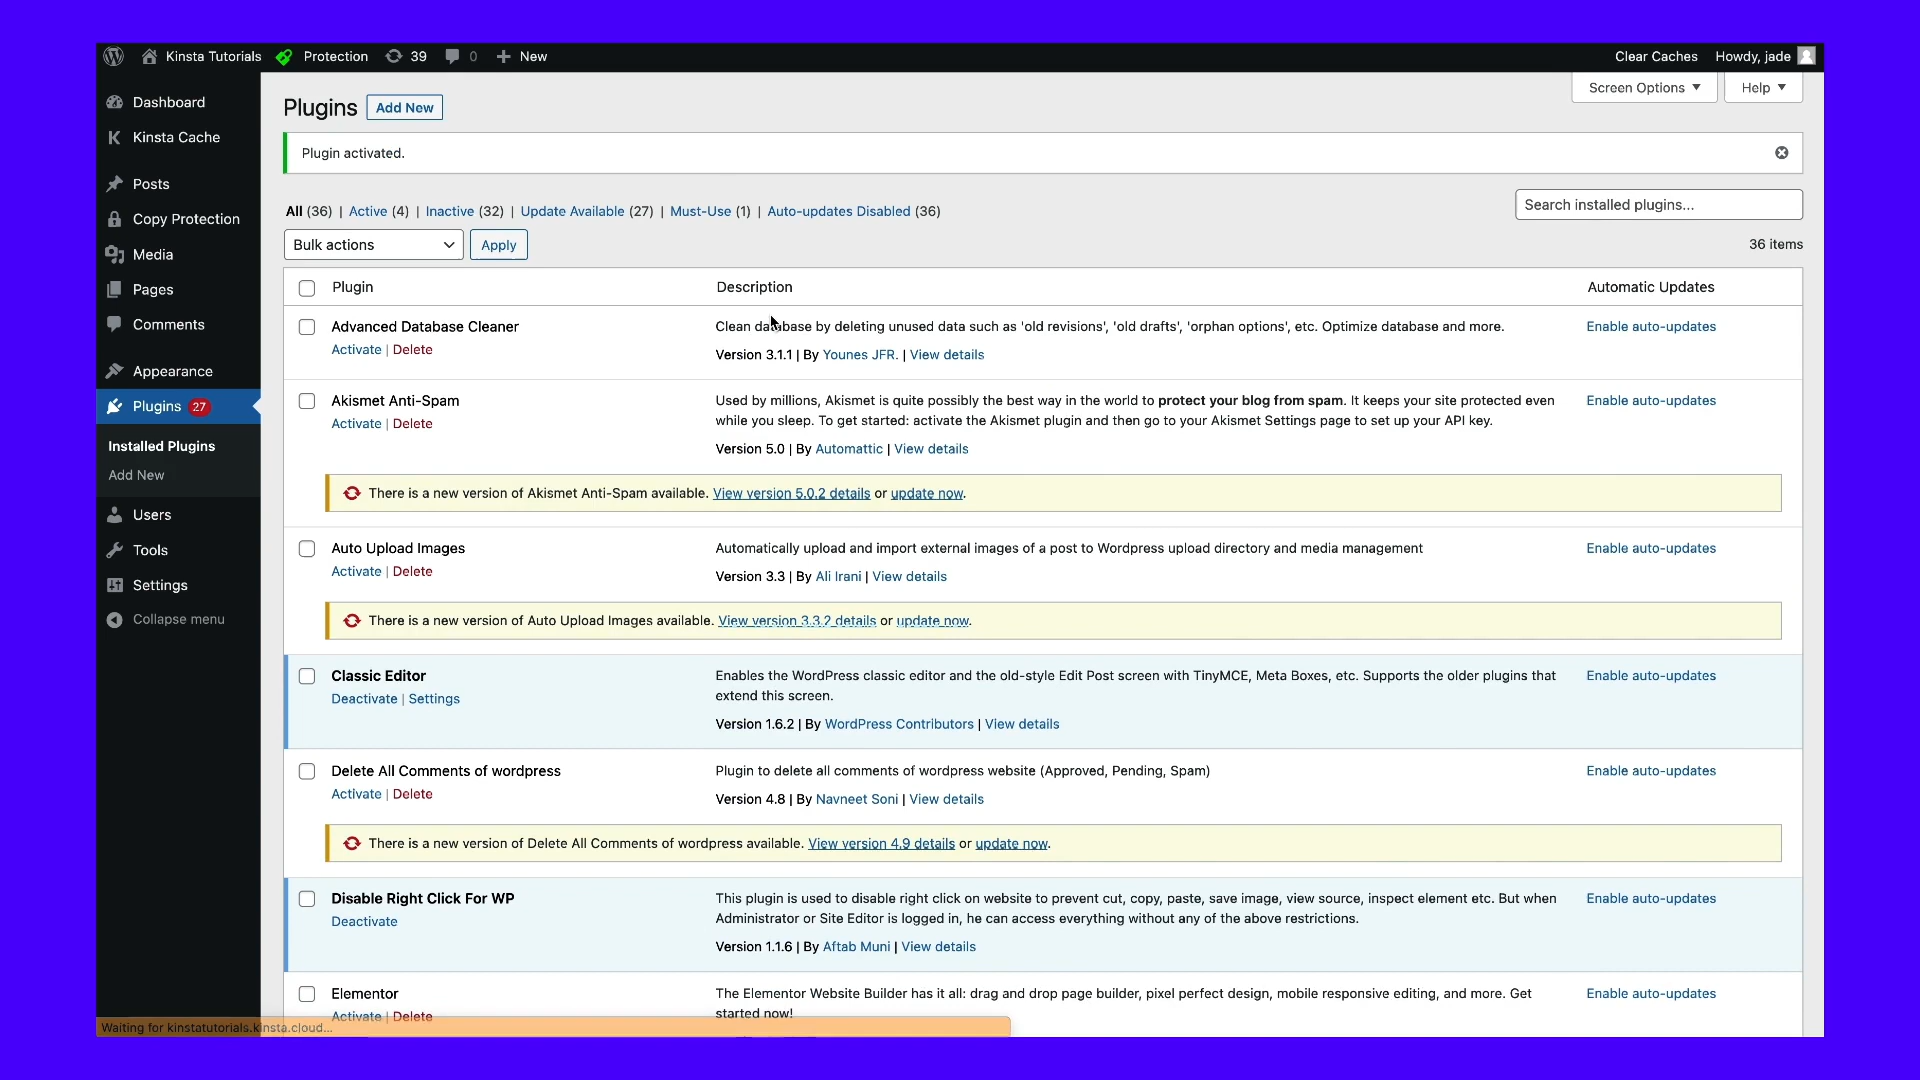 Kinsta Tutorials Protection 39 0 New Clear Caches Howdy, jade
Dashboard
Kinsta Cache
Posts
Copy Protection
Media
Pages
Comments
Appearance
Plugins 27
Installed Plugins
Add New
Users
Tools
Settings
Collapse menu
Screen Options Help
Plugins Add New
Plugin activated.
All (36) | Active (4) | Inactive (32) | Update Available (27) | Must-Use (1) | Auto-updates Disabled (36)
Search installed plugins...
Bulk actions Apply
36 items
Plugin Description Automatic Updates
Advanced Database Cleaner
Activate | Delete
Clean database by deleting unused data such as 'old revisions', 'old drafts', 'orphan options', etc. Optimize database and more.
Version 3.1.1 | By Younes JFR. | View details
Enable auto-updates
Akismet Anti-Spam
Activate | Delete
Used by millions, Akismet is quite possibly the best way in the world to protect your blog from spam. It keeps your site protected even
while you sleep. To get started: activate the Akismet plugin and then go to your Akismet Settings page to set up your API key.
Version 5.0 | By Automattic | View details
Enable auto-updates
There is a new version of Akismet Anti-Spam available. View version 5.0.2 details or update now.
Auto Upload Images
Activate | Delete
Automatically upload and import external images of a post to Wordpress upload directory and media management
Version 3.3 | By Ali Irani | View details
Enable auto-updates
There is a new version of Auto Upload Images available. View version 3.3.2 details or update now.
Classic Editor
Deactivate | Settings
Enables the WordPress classic editor and the old-style Edit Post screen with TinyMCE, Meta Boxes, etc. Supports the older plugins that
extend this screen.
Version 1.6.2 | By WordPress Contributors | View details
Enable auto-updates
Delete All Comments of wordpress
Activate | Delete
Plugin to delete all comments of wordpress website (Approved, Pending, Spam)
Version 4.8 | By Navneet Soni | View details
Enable auto-updates
There is a new version of Delete All Comments of wordpress available. View version 4.9 details or update now.
Disable Right Click For WP
Deactivate
This plugin is used to disable right click on website to prevent cut, copy, paste, save image, view source, inspect element etc. But when
Administrator or Site Editor is logged in, he can access everything without any of the above restrictions.
Version 1.1.6 | By Aftab Muni | View details
Enable auto-updates
Elementor
Activate | Delete
The Elementor Website Builder has it all: drag and drop page builder, pixel perfect design, mobile responsive editing, and more. Get
started now!
Enable auto-updates
Waiting for kinstatutorials.kinsta.cloud...